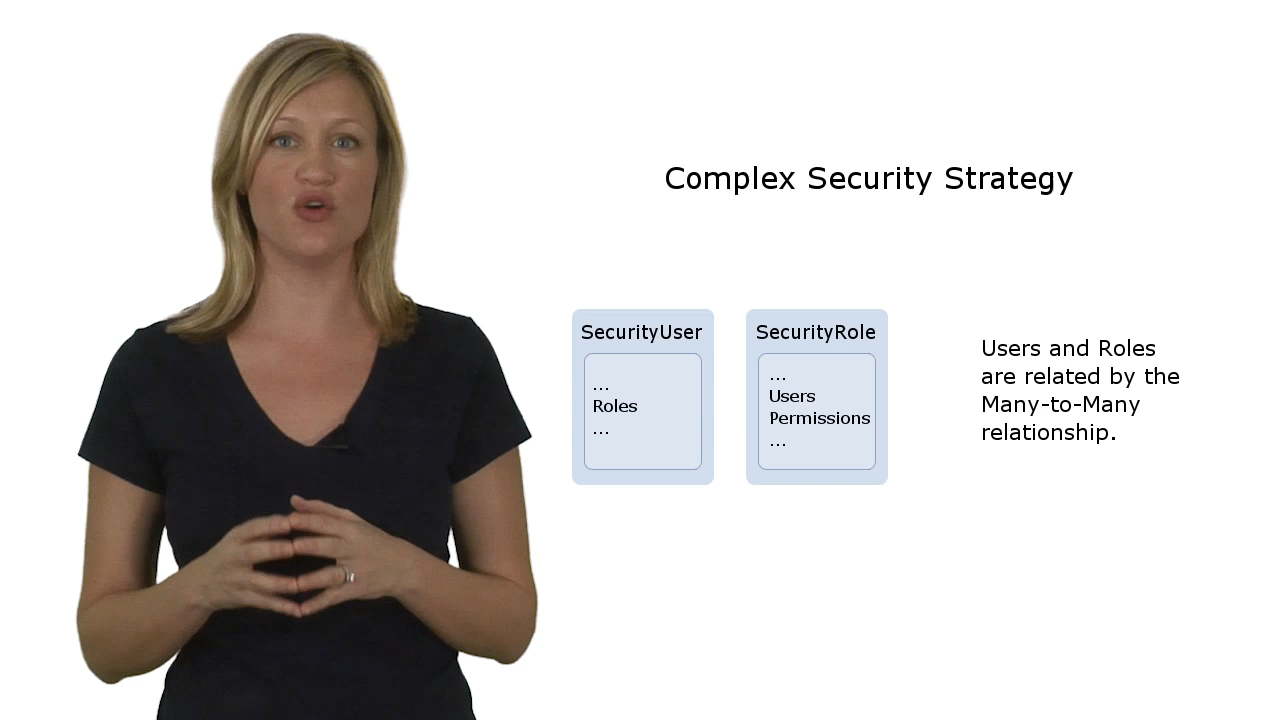 Complex Security Strategy
SecurityUser
...
Roles
...
SecurityRole
...
Users
Permissions
...
Users and Roles
are related by the
Many-to-Many
relationship.